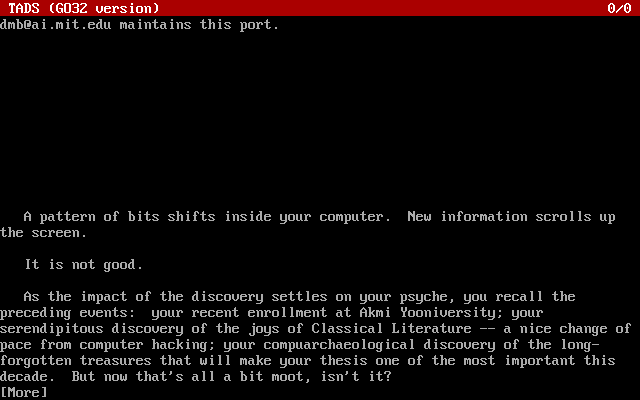 TADS (GO32 version) 0/0
dmb@ai.mit.edu maintains this port.
A pattern of bits shifts inside your computer.  New information scrolls up
the screen.
It is not good.
As the impact of the discovery settles on your psyche, you recall the
preceding events:  your recent enrollment at Akmi Yooniversity; your
serendipitous discovery of the joys of Classical Literature -- a nice change of
pace from computer hacking; your compuarchaeological discovery of the long-
forgotten treasures that will make your thesis one of the most important this
decade.  But now that's all a bit moot, isn't it?
[More]